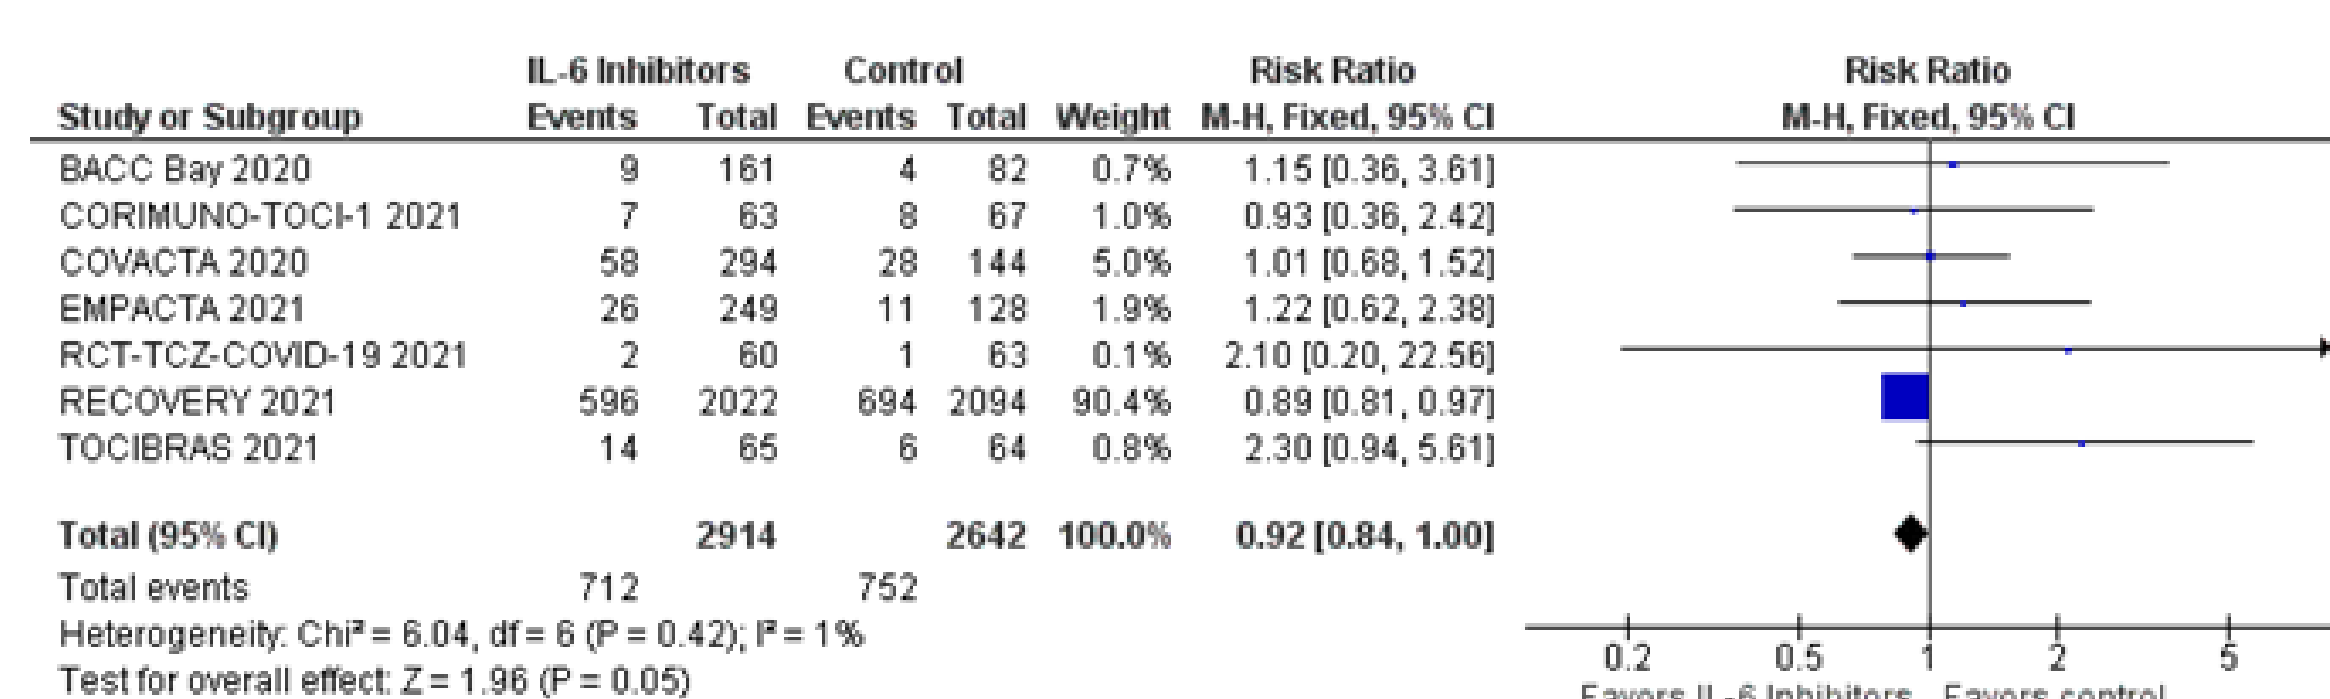 IL-6 Inhibitors Control Risk Ratio Risk Ratio
Study or Subgroup Events Total Events Total Weight M-H, Fixed, 95% CI M-H, Fixed, 95% CI
BACC Bay 2020 9 161 4 82 0.7% 1.15 [0.36, 3.61]
CORIMUNO-TOCI-1 2021 7 63 8 67 1.0% 0.93 [0.36, 2.42]
COVACTA 2020 58 294 28 144 5.0% 1.01 [0.68, 1.52]
EMPACTA 2021 26 249 11 128 1.9% 1.22 [0.62, 2.38]
RCT-TCZ-COVID-19 2021 2 60 1 63 0.1% 2.10 [0.20, 22.56]
RECOVERY 2021 596 2022 694 2094 90.4% 0.89 [0.81, 0.97]
TOCIBRAS 2021 14 65 6 64 0.8% 2.30 [0.94, 5.61]
Total (95% CI) 2914 2642 100.0% 0.92 [0.84, 1.00]
Total events 712 752
Heterogeneity: Chi² = 6.04, df = 6 (P = 0.42); I² = 1%
Test for overall effect: Z = 1.96 (P = 0.05)
0.2 0.5 1 2 5
Favors IL-6 Inhibitors Favors control